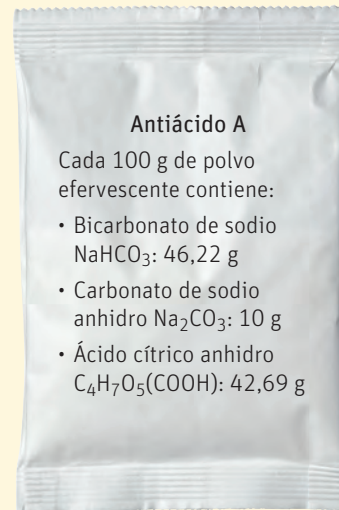 Antiácido A
Cada 100 g de polvo
efervescente contiene:
• Bicarbonato de sodio
NaHCO₃: 46,22 g
• Carbonato de sodio
anhidro Na₂CO₃: 10 g
• Ácido cítrico anhidro
C₄H₇O₅(COOH): 42,69 g